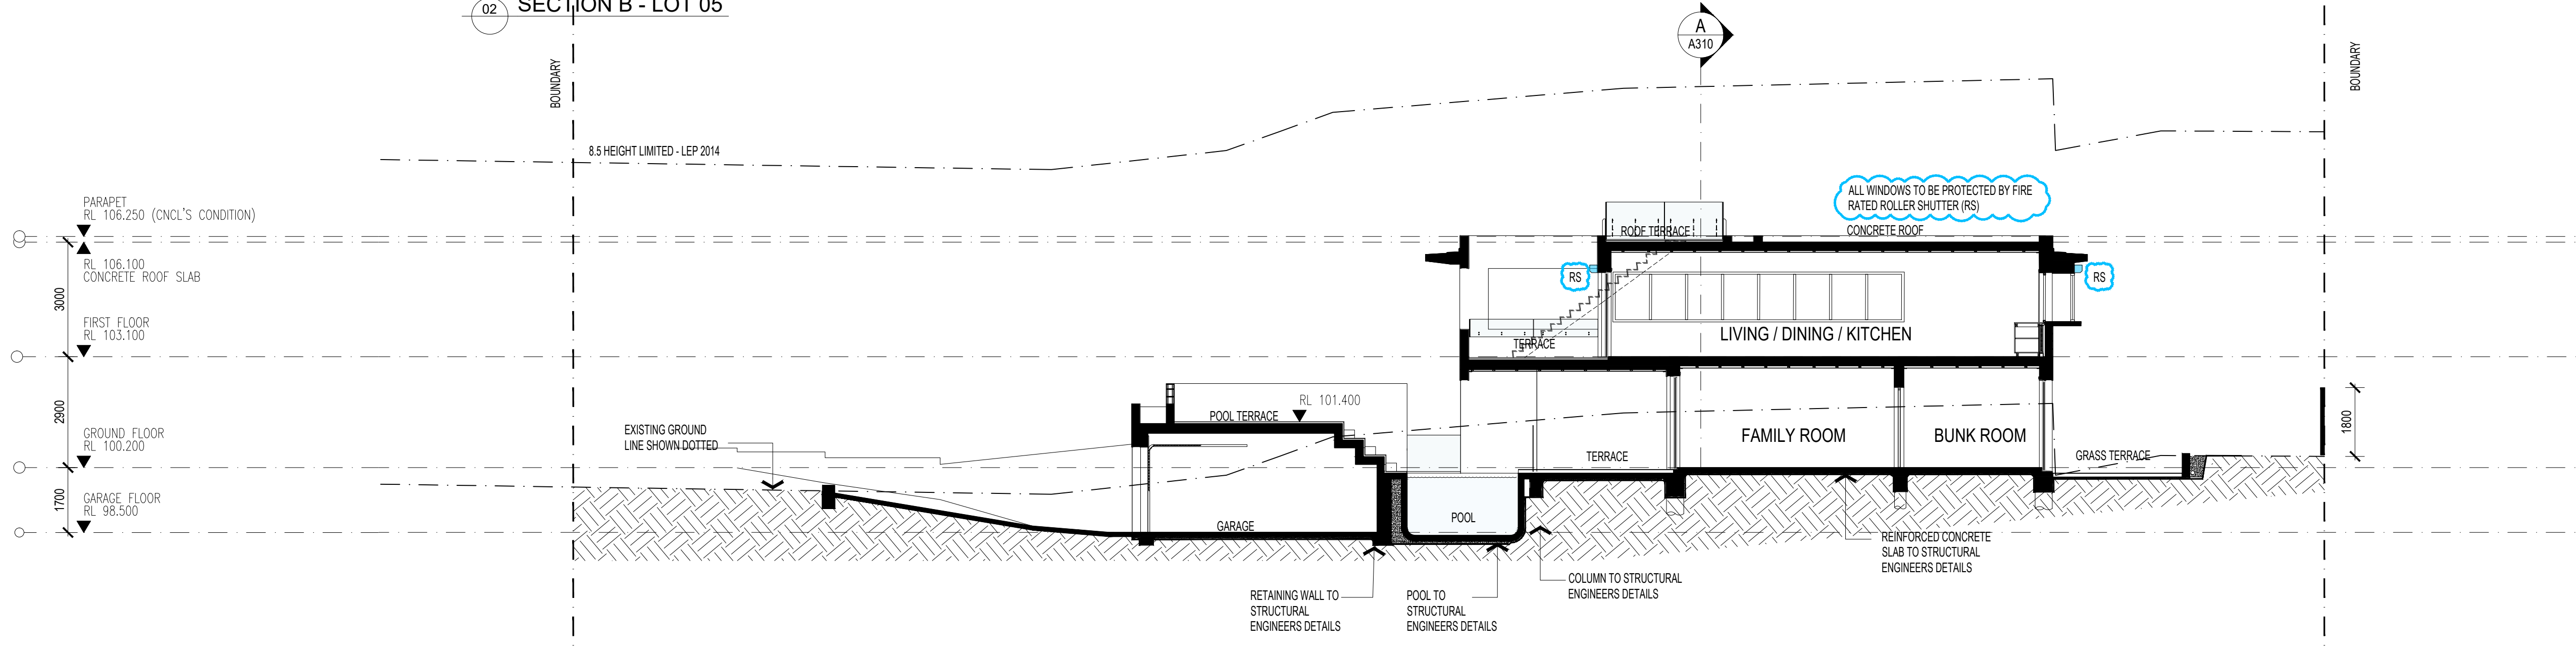 02
SECTION B - LOT 05
A
A310
BOUNDARY
BOUNDARY
8.5 HEIGHT LIMITED - LEP 2014
ALL WINDOWS TO BE PROTECTED BY FIRE
RATED ROLLER SHUTTER (RS)
PARAPET
RL 106.250 (CNCL'S CONDITION)
RL 106.100
CONCRETE ROOF SLAB
3000
FIRST FLOOR
RL 103.100
2900
GROUND FLOOR
RL 100.200
1700
GARAGE FLOOR
RL 98.500
ROOF TERRACE
CONCRETE ROOF
RS
RS
LIVING / DINING / KITCHEN
TERRACE
RL 101.400
POOL TERRACE
1800
EXISTING GROUND
LINE SHOWN DOTTED
FAMILY ROOM
BUNK ROOM
TERRACE
GRASS TERRACE
GARAGE
POOL
REINFORCED CONCRETE
SLAB TO STRUCTURAL
ENGINEERS DETAILS
COLUMN TO STRUCTURAL
ENGINEERS DETAILS
RETAINING WALL TO
STRUCTURAL
ENGINEERS DETAILS
POOL TO
STRUCTURAL
ENGINEERS DETAILS